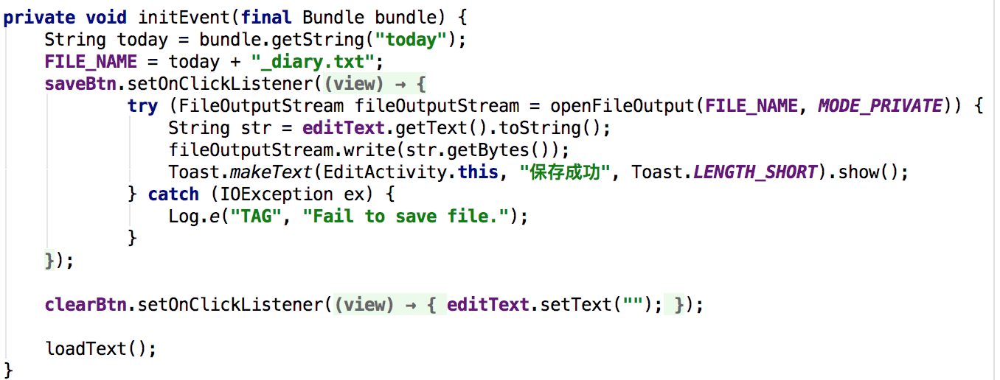 private void initEvent(final Bundle bundle) {
    String today = bundle.getString("today");
    FILE_NAME = today + "_diary.txt";
    saveBtn.setOnClickListener((view) → {
            try (FileOutputStream fileOutputStream = openFileOutput(FILE_NAME, MODE_PRIVATE)) {
                String str = editText.getText().toString();
                fileOutputStream.write(str.getBytes());
                Toast.makeText(EditActivity.this, "保存成功", Toast.LENGTH_SHORT).show();
            } catch (IOException ex) {
                Log.e("TAG", "Fail to save file.");
            }
    });

    clearBtn.setOnClickListener((view) → { editText.setText(""); });

    loadText();
}